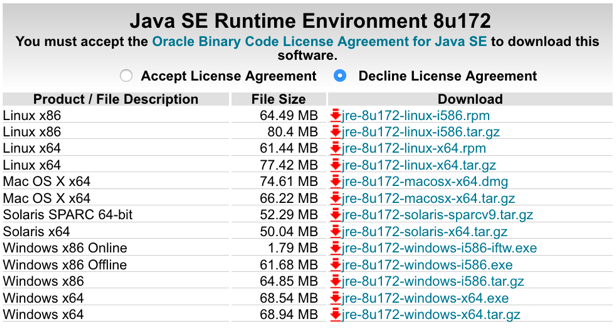 Java SE Runtime Environment 8u172
You must accept the Oracle Binary Code License Agreement for Java SE to download this
software.
Accept License Agreement Decline License Agreement
Product / File Description File Size Download
Linux x86 64.49 MB jre-8u172-linux-i586.rpm
Linux x86 80.4 MB jre-8u172-linux-i586.tar.gz
Linux x64 61.44 MB jre-8u172-linux-x64.rpm
Linux x64 77.42 MB jre-8u172-linux-x64.tar.gz
Mac OS X x64 74.61 MB jre-8u172-macosx-x64.dmg
Mac OS X x64 66.22 MB jre-8u172-macosx-x64.tar.gz
Solaris SPARC 64-bit 52.29 MB jre-8u172-solaris-sparcv9.tar.gz
Solaris x64 50.04 MB jre-8u172-solaris-x64.tar.gz
Windows x86 Online 1.79 MB jre-8u172-windows-i586-iftw.exe
Windows x86 Offline 61.68 MB jre-8u172-windows-i586.exe
Windows x86 64.85 MB jre-8u172-windows-i586.tar.gz
Windows x64 68.54 MB jre-8u172-windows-x64.exe
Windows x64 68.94 MB jre-8u172-windows-x64.tar.gz